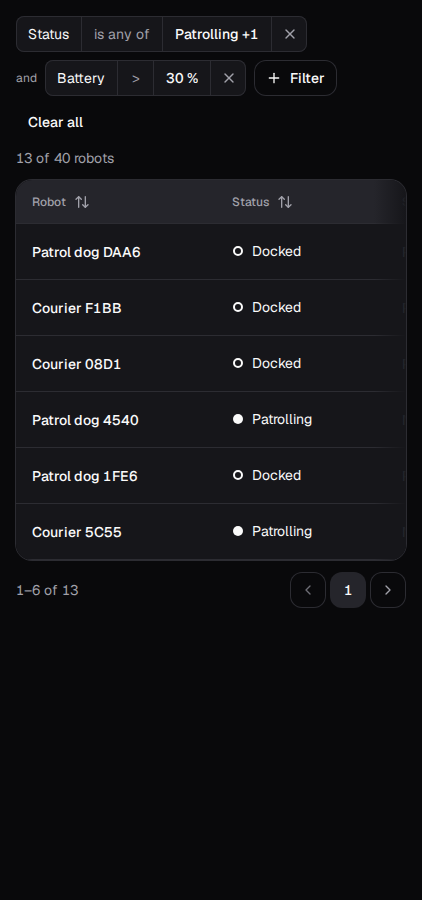 Status is any of Patrolling +1
and Battery > 30 % Filter
Clear all
13 of 40 robots
Robot Status
Patrol dog DAA6 Docked
Courier F1BB Docked
Courier 08D1 Docked
Patrol dog 4540 Patrolling
Patrol dog 1FE6 Docked
Courier 5C55 Patrolling
1–6 of 13 1